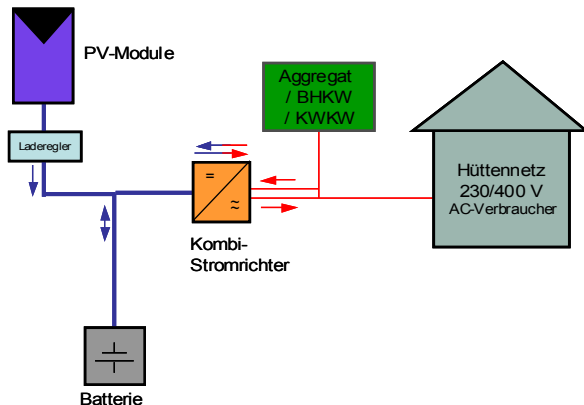 PV-Module
Laderegler
Aggregat
/ BHKW
/ KWKW
Hüttennetz
230/400 V
AC-Verbraucher
=
≈
Kombi-
Stromrichter
Batterie